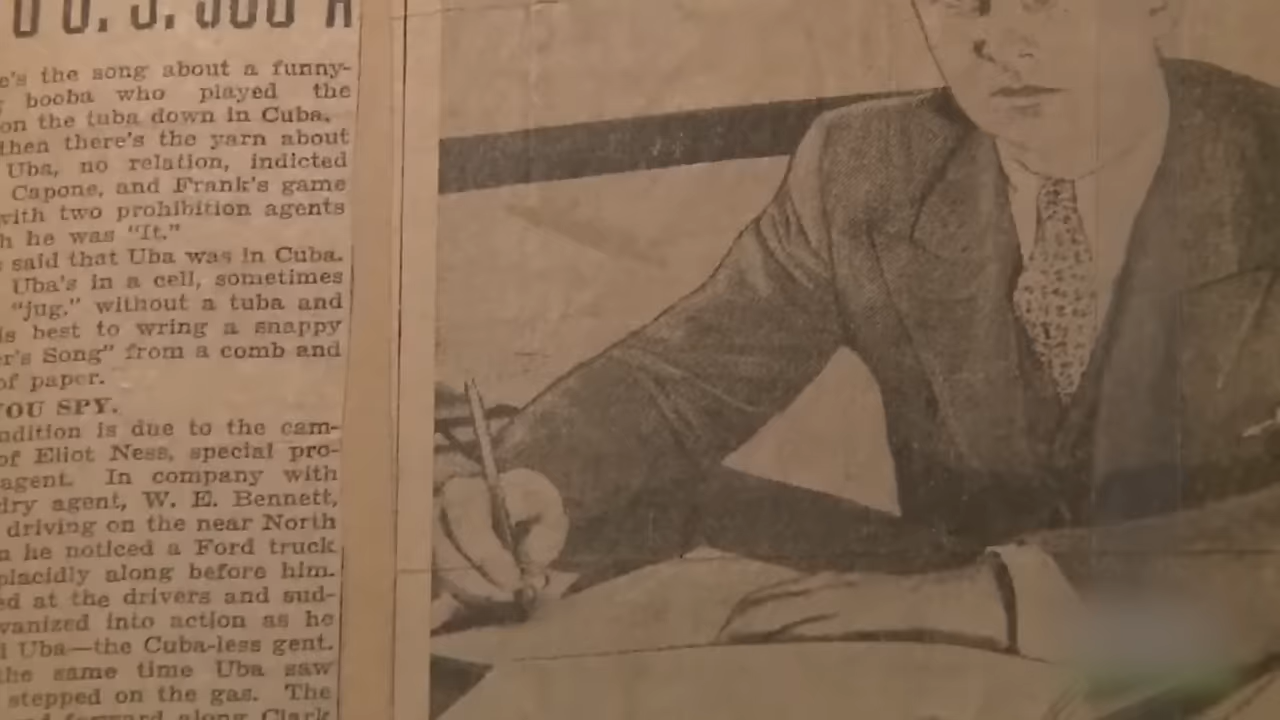 U. S. JOB A
e's the song about a funny-
booba who played the
on the tuba down in Cuba.
then there's the yarn about
Uba, no relation, indicted
Capone, and Frank's game
with two prohibition agents
h he was "It."
said that Uba was in Cuba.
Uba's in a cell, sometimes
"jug," without a tuba and
is best to wring a snappy
er's Song" from a comb and
of paper.
YOU SPY.
ndition is due to the cam-
of Eliot Ness, special pro-
agent. In company with
dry agent, W. E. Bennett,
driving on the near North
n he noticed a Ford truck
placidly along before him.
ed at the drivers and sud-
vanized into action as he
d Uba—the Cuba-less gent.
the same time Uba saw
stepped on the gas. The
forward along Clark